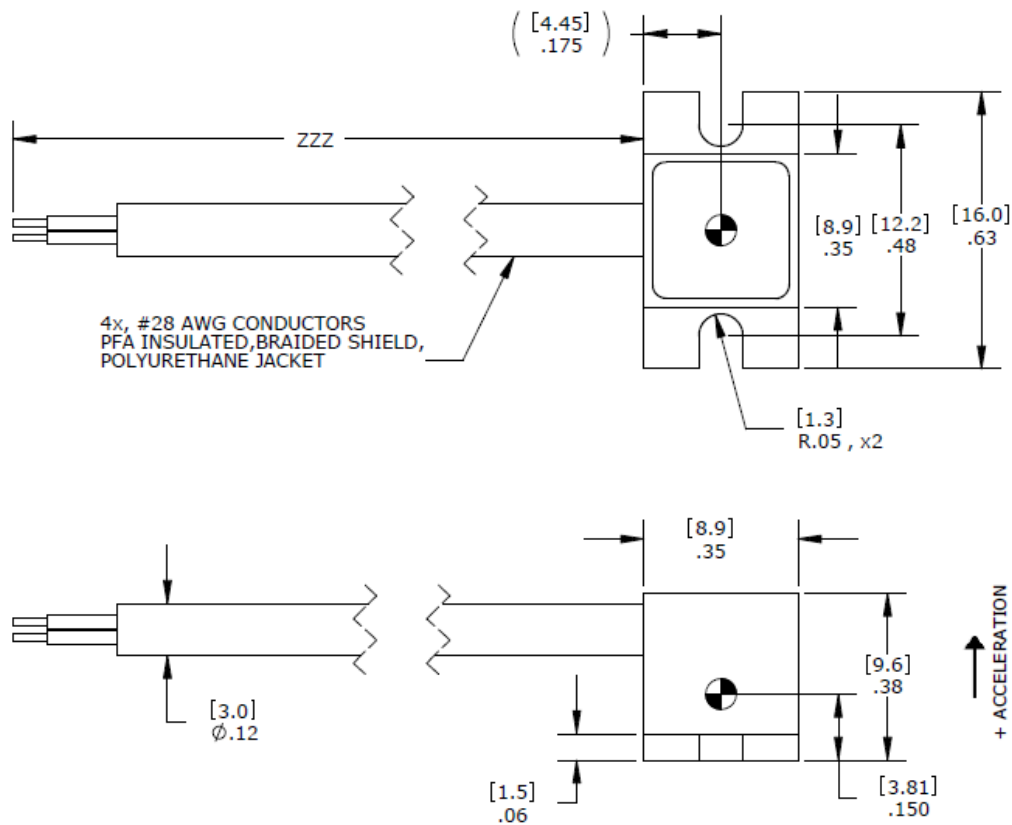 [4.45]
.175
ZZZ
[8.9]
.35
[12.2]
.48
[16.0]
.63
4x, #28 AWG CONDUCTORS
PFA INSULATED,BRAIDED SHIELD,
POLYURETHANE JACKET
[1.3]
R.05 , x2
[8.9]
.35
+ ACCELERATION
[9.6]
.38
[3.0]
Ø.12
[1.5]
.06
[3.81]
.150